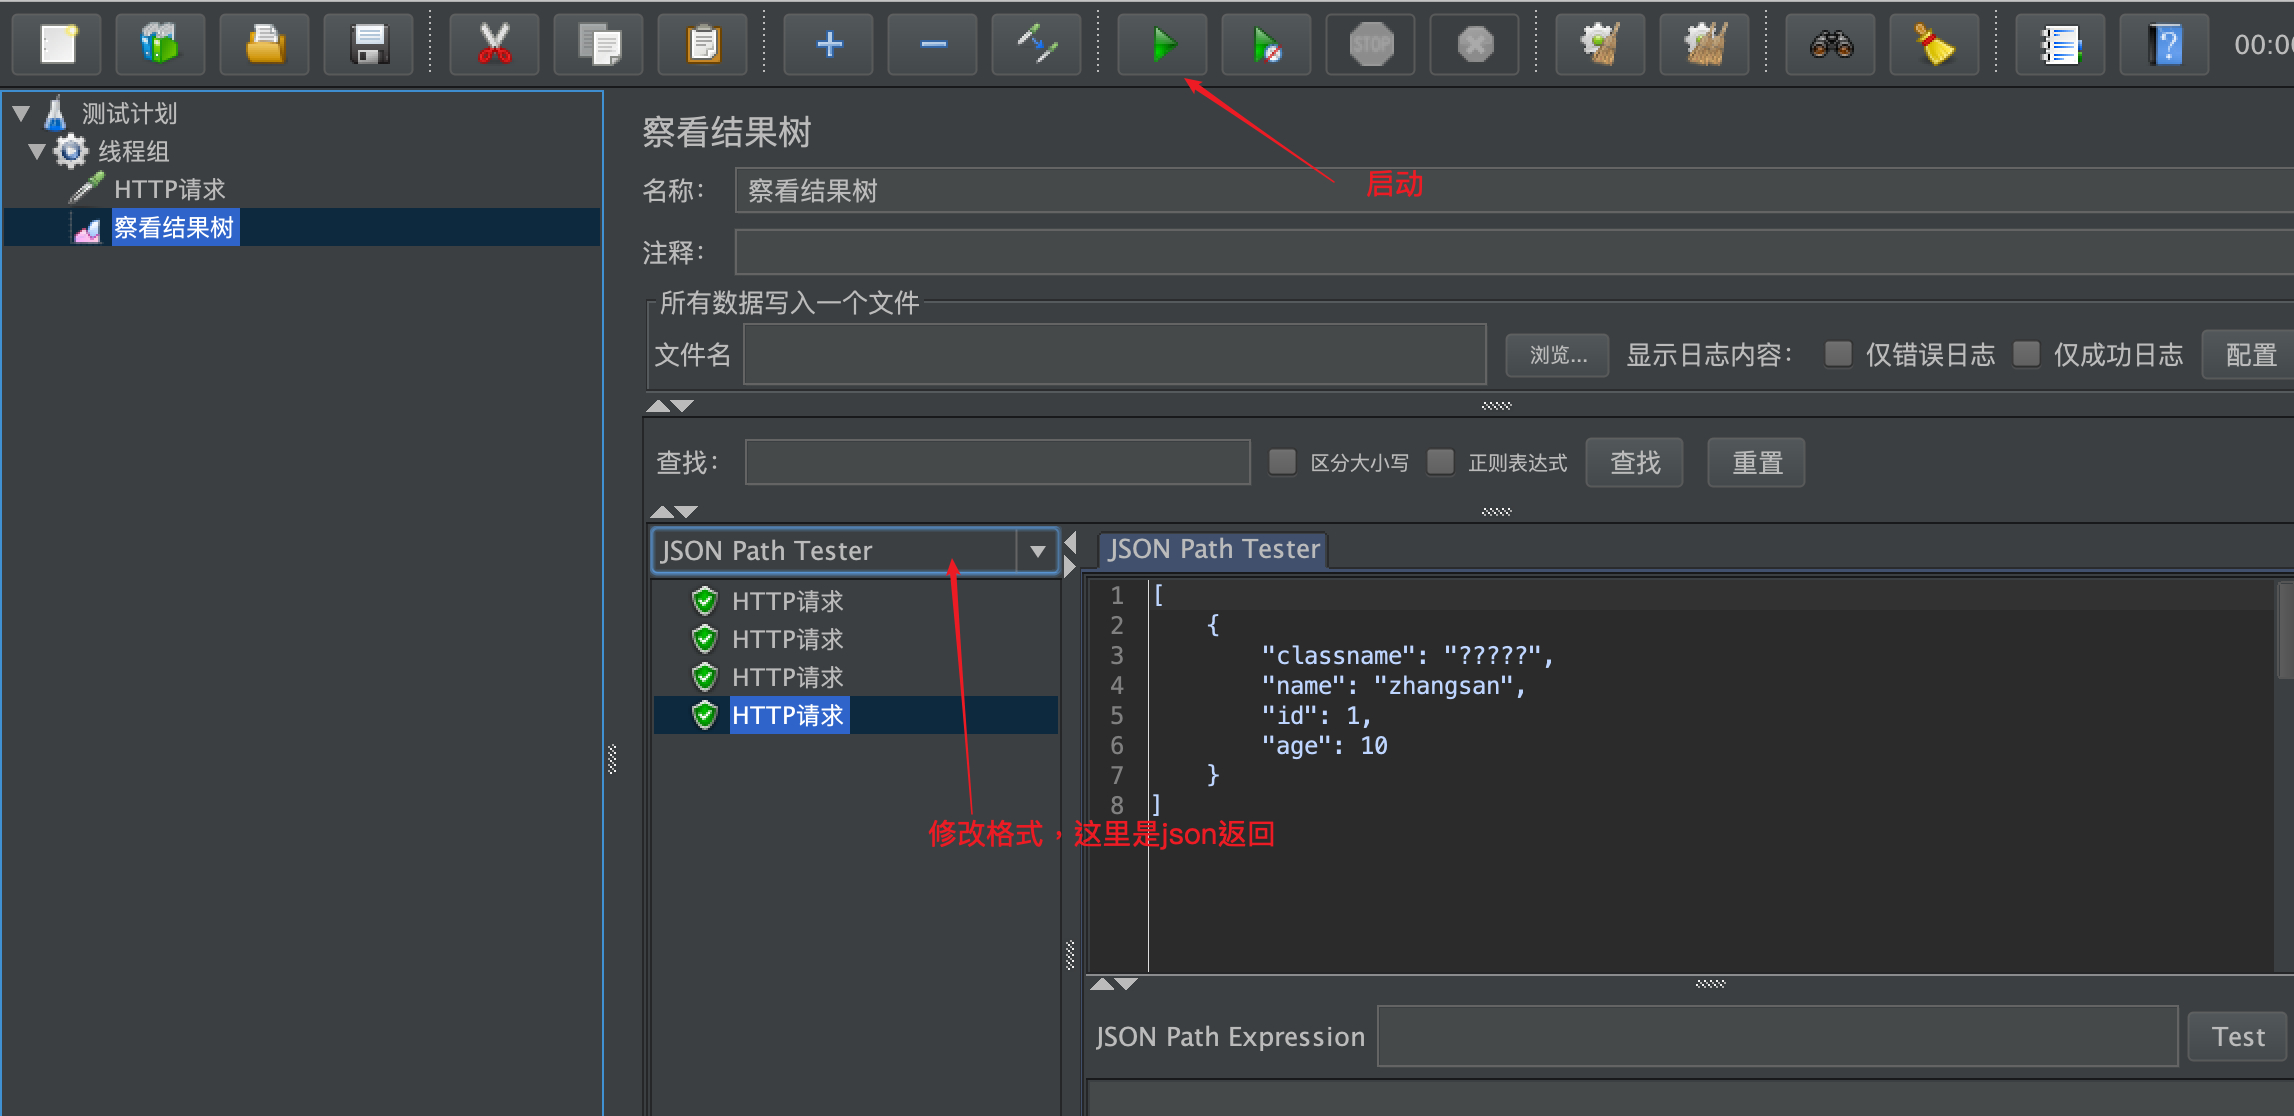 STOP
00:00
测试计划
线程组
HTTP请求
察看结果树
察看结果树
名称：
察看结果树
启动
注释：
所有数据写入一个文件
文件名
浏览...
显示日志内容：
仅错误日志
仅成功日志
配置
查找：
区分大小写
正则表达式
查找
重置
JSON Path Tester
HTTP请求
HTTP请求
HTTP请求
HTTP请求
修改格式，这里是json返回
JSON Path Tester
1 [
2 {
3 "classname": "?????",
4 "name": "zhangsan",
5 "id": 1,
6 "age": 10
7 }
8 ]
JSON Path Expression
Test